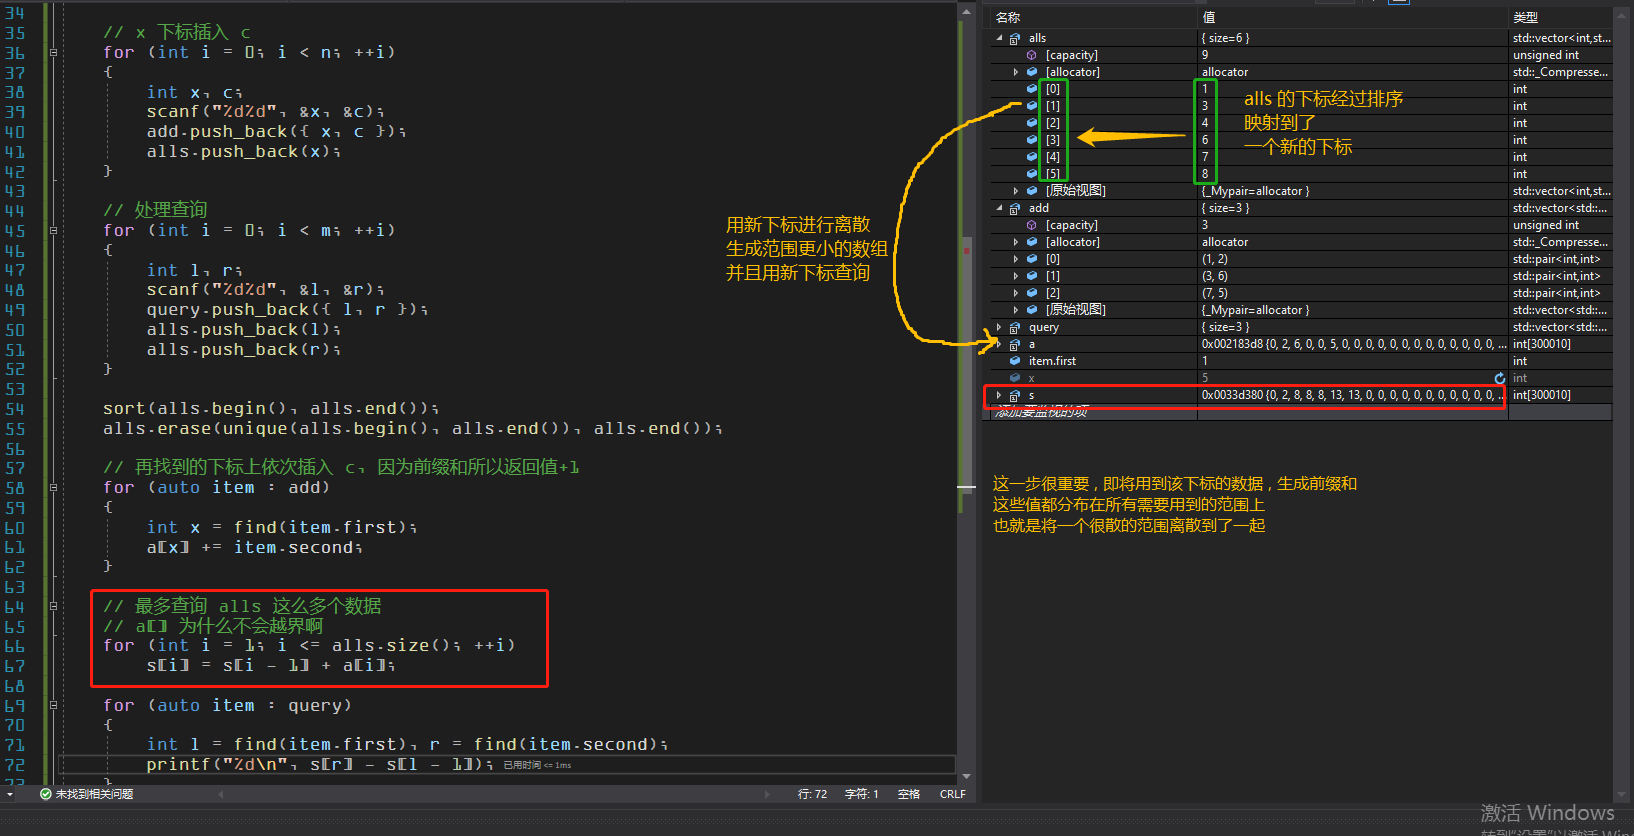 34
35 // x 下标插入 c
36 for (int i = 0; i < n; ++i)
37 {
38 int x, c;
39 scanf("%d%d", &x, &c);
40 add.push_back({ x, c });
41 alls.push_back(x);
42 }
43
44 // 处理查询
45 for (int i = 0; i < m; ++i)
46 {
47 int l, r;
48 scanf("%d%d", &l, &r);
49 query.push_back({ l, r });
50 alls.push_back(l);
51 alls.push_back(r);
52 }
53
54 sort(alls.begin(), alls.end());
55 alls.erase(unique(alls.begin(), alls.end()), alls.end());
56
57 // 再找到的下标上依次插入 c, 因为前缀和所以返回值+1
58 for (auto item : add)
59 {
60 int x = find(item.first);
61 a[x] += item.second;
62 }
63
64 // 最多查询 alls 这么多个数据
65 // a[] 为什么不会越界啊
66 for (int i = 1; i <= alls.size(); ++i)
67 s[i] = s[i - 1] + a[i];
68
69 for (auto item : query)
70 {
71 int l = find(item.first), r = find(item.second);
72 printf("%d\n", s[r] - s[l - 1]); 已用时间 <= 1ms
73 }
未找到相关问题
行: 72 字符: 1 空格 CRLF
用新下标进行离散
生成范围更小的数组
并且用新下标查询
名称 值 类型
alls { size=6 } std::vector<int,st...
[capacity] 9 unsigned int
[allocator] allocator std::_Compresse...
[0] 1 int
[1] 3 int
[2] 4 int
[3] 6 int
[4] 7 int
[5] 8 int
[原始视图] {_Mypair=allocator } std::vector<int,st...
alls 的下标经过排序
映射到了
一个新的下标
add { size=3 } std::vector<std::...
[capacity] 3 unsigned int
[allocator] allocator std::_Compresse...
[0] (1, 2) std::pair<int,int>
[1] (3, 6) std::pair<int,int>
[2] (7, 5) std::pair<int,int>
[原始视图] {_Mypair=allocator } std::vector<std::...
query { size=3 } std::vector<std::...
a 0x002183d8 {0, 2, 6, 0, 0, 5, 0, 0, 0, 0, 0, 0, 0, 0, 0, 0, 0, 0, ... int[300010]
item.first 1 int
x 5 int
s 0x0033d380 {0, 2, 8, 8, 8, 13, 13, 0, 0, 0, 0, 0, 0, 0, 0, 0, 0, ... int[300010]
添加要监视的项
这一步很重要，即将用到该下标的数据，生成前缀和
这些值都分布在所有需要用到的范围上
也就是将一个很散的范围离散到了一起
激活 Windows
转到"设置"以激活 Win